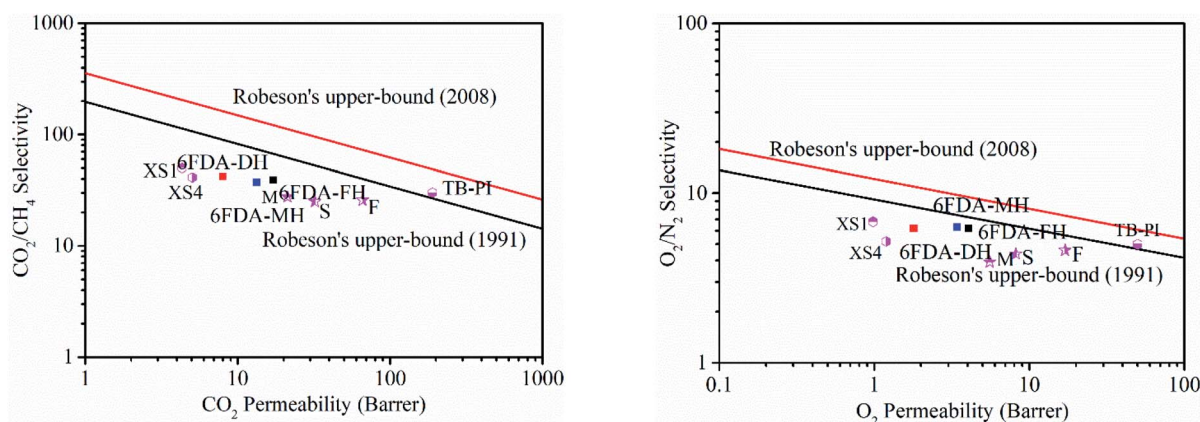 1000
100
10
1
CO2/CH4 Selectivity
Robeson's upper-bound (2008)
XS1
6FDA-DH
XS4
M
6FDA-FH
TB-PI
6FDA-MH
S
F
Robeson's upper-bound (1991)
1
10
100
1000
CO2 Permeability (Barrer)
100
10
1
O2/N2 Selectivity
Robeson's upper-bound (2008)
6FDA-MH
XS1
6FDA-FH
TB-PI
XS4
6FDA-DH
M
S
F
Robeson's upper-bound (1991)
0.1
1
10
100
O2 Permeability (Barrer)